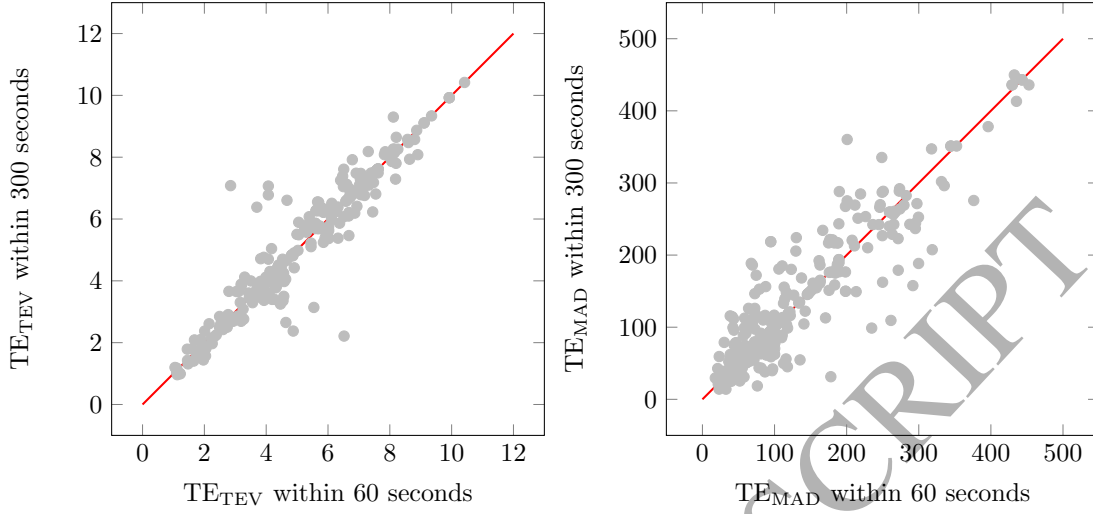 12
10
8
6
4
2
0
0 2 4 6 8 10 12
TE_TEV within 300 seconds
TE_TEV within 60 seconds
500
400
300
200
100
0
0 100 200 300 400 500
TE_MAD within 300 seconds
TE_MAD within 60 seconds
SCRIPT